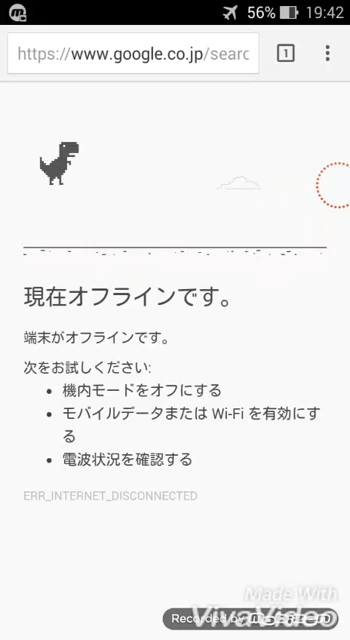 56% 19:42
https://www.google.co.jp/searc
1
現在オフラインです。
端末がオフラインです。
次をお試しください:
• 機内モードをオフにする
• モバイルデータまたは Wi-Fi を有効にす
る
• 電波状況を確認する
ERR_INTERNET_DISCONNECTED
Made With
VivaVideo
Recorded by